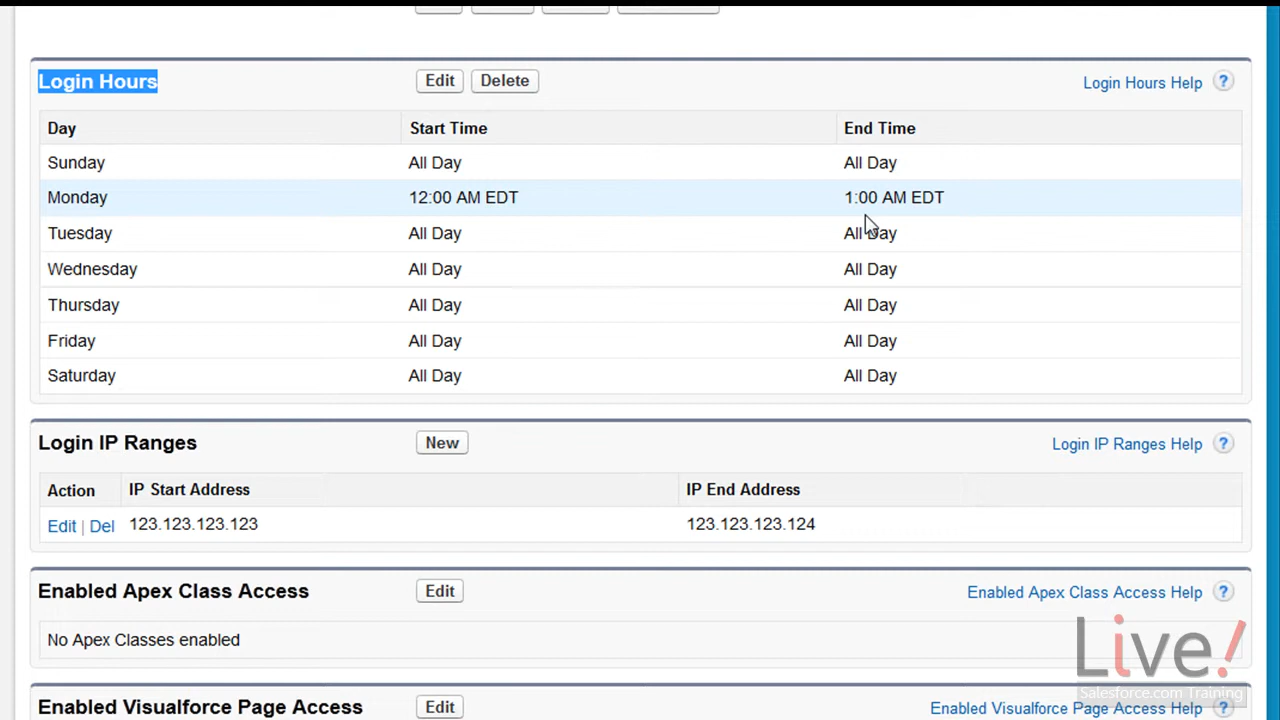 Login Hours Edit Delete Login Hours Help ?
Day Start Time End Time
Sunday All Day All Day
Monday 12:00 AM EDT 1:00 AM EDT
Tuesday All Day All Day
Wednesday All Day All Day
Thursday All Day All Day
Friday All Day All Day
Saturday All Day All Day
Login IP Ranges New Login IP Ranges Help ?
Action IP Start Address IP End Address
Edit | Del 123.123.123.123 123.123.123.124
Enabled Apex Class Access Edit Enabled Apex Class Access Help ?
No Apex Classes enabled
Live!
Salesforce.com Training
Enabled Visualforce Page Access Edit Enabled Visualforce Page Access Help ?